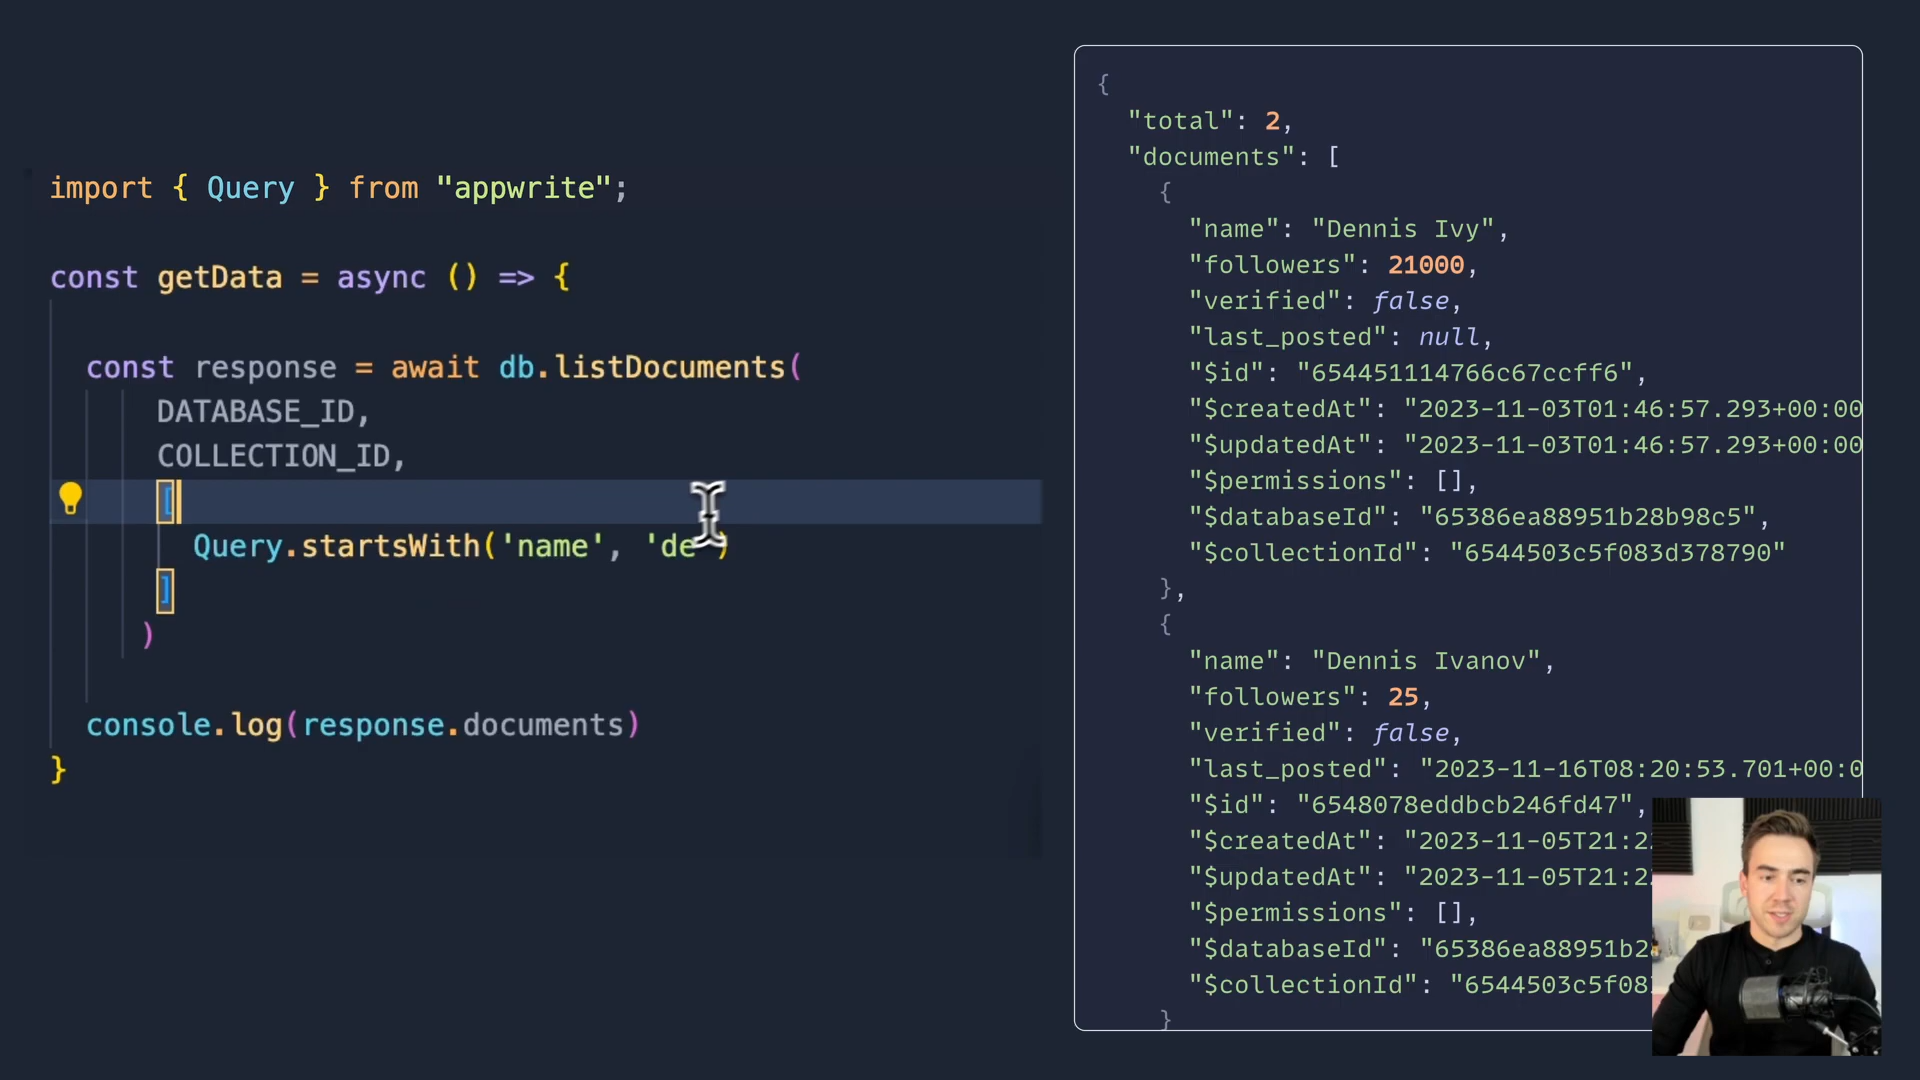 import { Query } from "appwrite";
const getData = async () => {
const response = await db.listDocuments(
DATABASE_ID,
COLLECTION_ID,
[
Query.startsWith('name', 'de')
]
)
console.log(response.documents)
}
{
"total": 2,
"documents": [
{
"name": "Dennis Ivy",
"followers": 21000,
"verified": false,
"last_posted": null,
"$id": "654451114766c67ccff6",
"$createdAt": "2023-11-03T01:46:57.293+00:00
"$updatedAt": "2023-11-03T01:46:57.293+00:00
"$permissions": [],
"$databaseId": "65386ea88951b28b98c5",
"$collectionId": "6544503c5f083d378790"
},
{
"name": "Dennis Ivanov",
"followers": 25,
"verified": false,
"last_posted": "2023-11-16T08:20:53.701+00:0
"$id": "6548078eddbcb246fd47",
"$createdAt": "2023-11-05T21:2
"$updatedAt": "2023-11-05T21:2
"$permissions": [],
"$databaseId": "65386ea88951b2
"$collectionId": "6544503c5f08
}